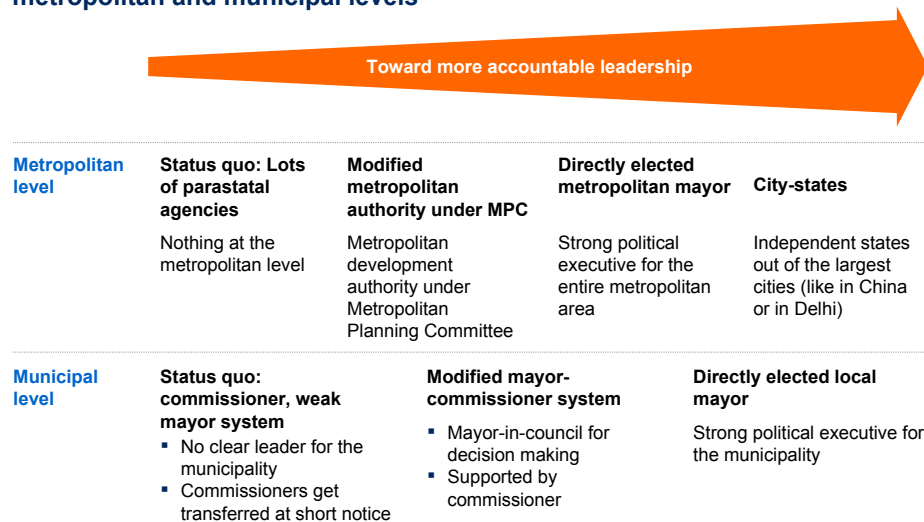 metropolitan and municipal levels
Toward more accountable leadership
Metropolitan
level
Status quo: Lots
of parastatal
agencies
Nothing at the
metropolitan level
Modified
metropolitan
authority under MPC
Metropolitan
development
authority under
Metropolitan
Planning Committee
Directly elected
metropolitan mayor
Strong political
executive for the
entire metropolitan
area
City-states
Independent states
out of the largest
cities (like in China
or in Delhi)
Municipal
level
Status quo:
commissioner, weak
mayor system
▪ No clear leader for the
municipality
▪ Commissioners get
transferred at short notice
Modified mayor-
commissioner system
▪ Mayor-in-council for
decision making
▪ Supported by
commissioner
Directly elected local
mayor
Strong political executive for
the municipality